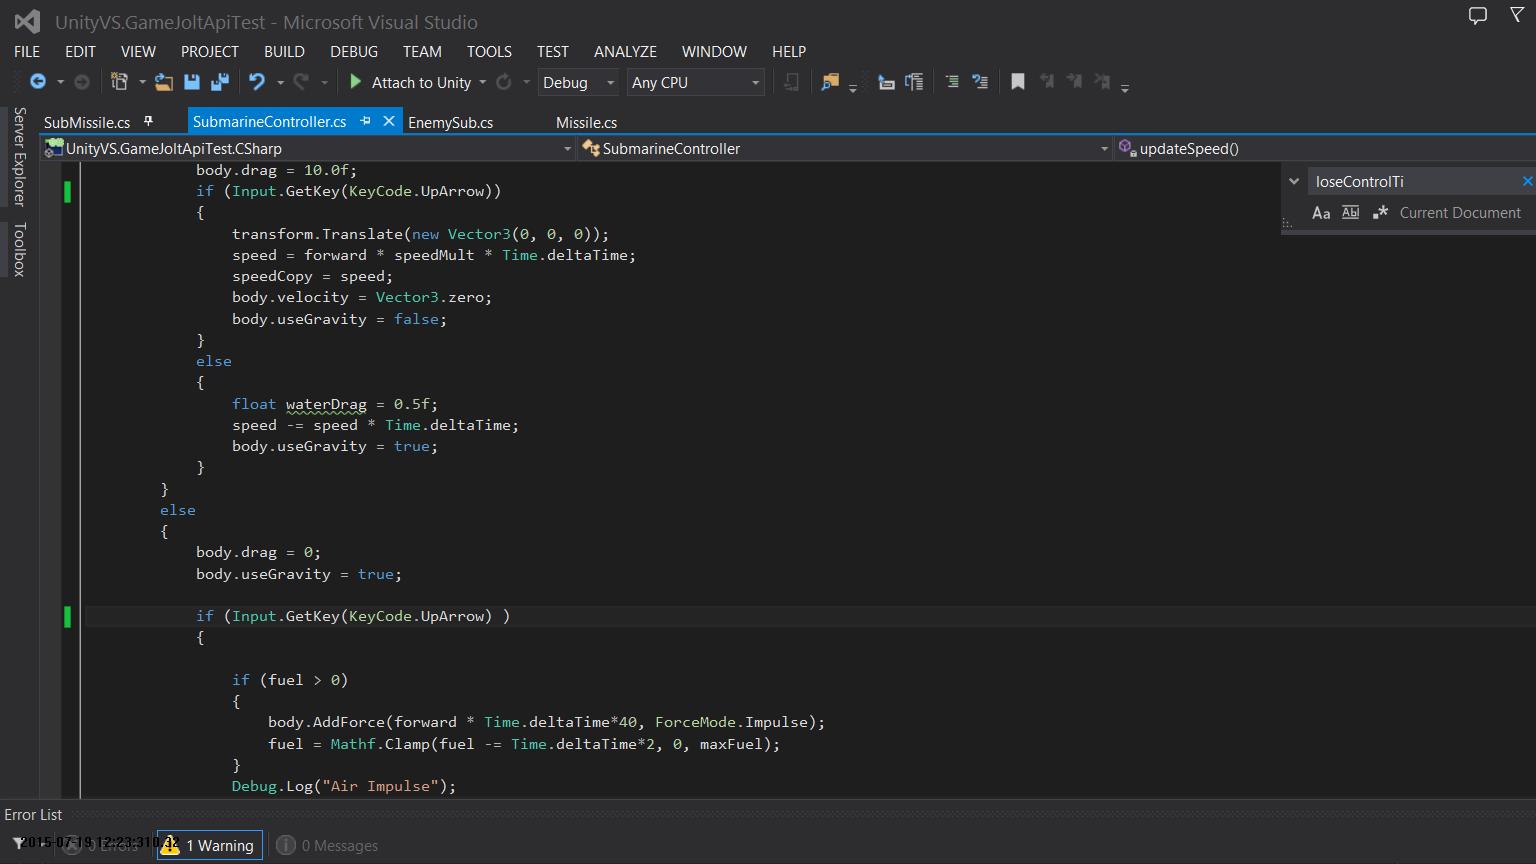 UnityVS.GameJoltApiTest - Microsoft Visual Studio
FILE EDIT VIEW PROJECT BUILD DEBUG TEAM TOOLS TEST ANALYZE WINDOW HELP
Attach to Unity Debug Any CPU
Server Explorer
Toolbox
SubMissile.cs SubmarineController.cs EnemySub.cs Missile.cs
UnityVS.GameJoltApiTest.CSharp SubmarineController updateSpeed()
loseControlTi
Aa Abl Current Document
body.drag = 10.0f;
if (Input.GetKey(KeyCode.UpArrow))
{
transform.Translate(new Vector3(0, 0, 0));
speed = forward * speedMult * Time.deltaTime;
speedCopy = speed;
body.velocity = Vector3.zero;
body.useGravity = false;
}
else
{
float waterDrag = 0.5f;
speed -= speed * Time.deltaTime;
body.useGravity = true;
}
}
else
{
body.drag = 0;
body.useGravity = true;
if (Input.GetKey(KeyCode.UpArrow) )
{
if (fuel > 0)
{
body.AddForce(forward * Time.deltaTime*40, ForceMode.Impulse);
fuel = Mathf.Clamp(fuel -= Time.deltaTime*2, 0, maxFuel);
}
Debug.Log("Air Impulse");
Error List
0 Errors 1 Warning 0 Messages